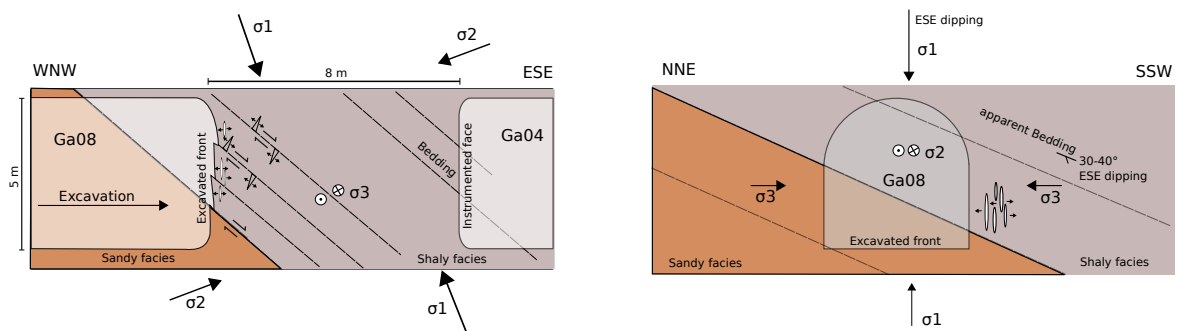 σ1
σ2
WNW
8 m
ESE
Ga08
Ga04
5 m
Excavated front
Bedding
Instrumented face
Excavation
σ3
Sandy facies
Shaly facies
σ2
σ1
ESE dipping
σ1
NNE
SSW
apparent Bedding
30-40°
ESE dipping
σ2
Ga08
σ3
σ3
Excavated front
Sandy facies
Shaly facies
σ1